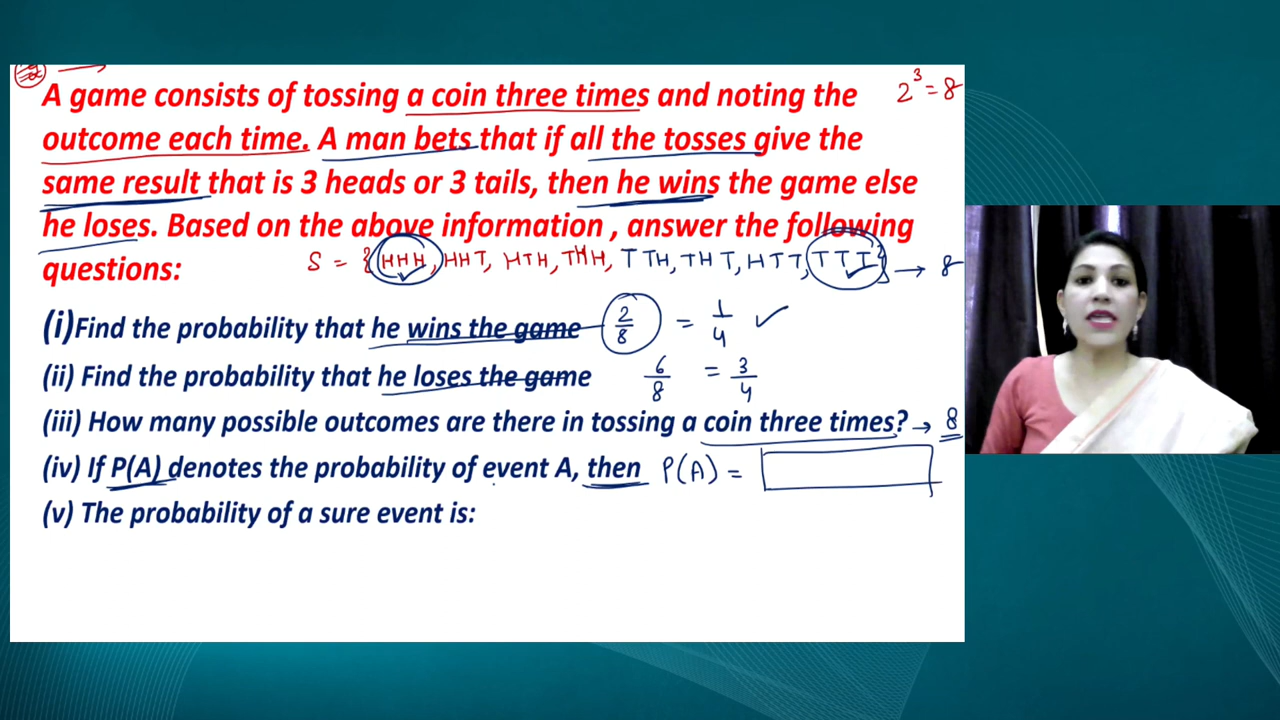 A game consists of tossing a coin three times and noting the 2³ = 8
outcome each time. A man bets that if all the tosses give the
same result that is 3 heads or 3 tails, then he wins the game else
he loses. Based on the above information , answer the following
questions: S = { HHH, HHT, HTH, THH, TTH, THT, HTT, TTT } → 8
(i)Find the probability that he wins the game 2/8 = 1/4 ✓
(ii) Find the probability that he loses the game 6/8 = 3/4
(iii) How many possible outcomes are there in tossing a coin three times? → 8
(iv) If P(A) denotes the probability of event A, then P(A) =
(v) The probability of a sure event is: